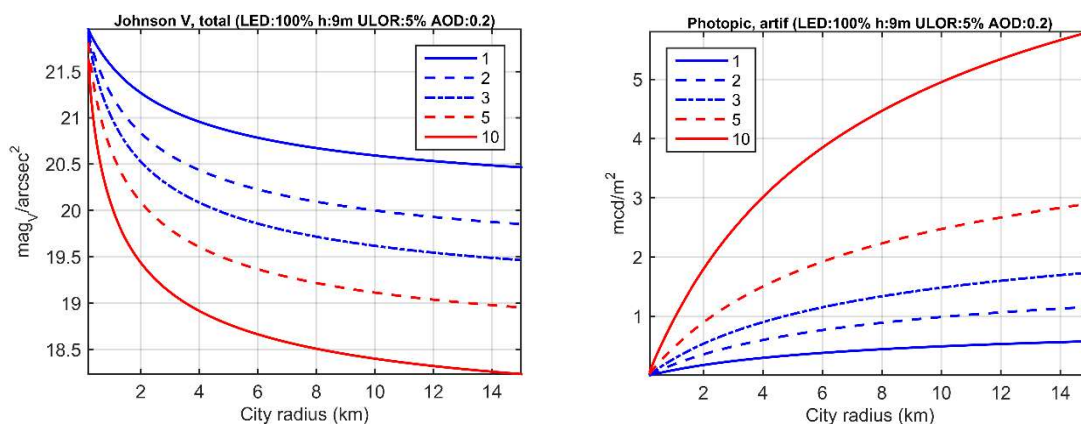 Johnson V, total (LED:100% h:9m ULOR:5% AOD:0.2)
mag_V/arcsec²
21.5
21
20.5
20
19.5
19
18.5
1
2
3
5
10
2 4 6 8 10 12 14
City radius (km)
Photopic, artif (LED:100% h:9m ULOR:5% AOD:0.2)
mcd/m²
5
4
3
2
1
1
2
3
5
10
2 4 6 8 10 12 14
City radius (km)